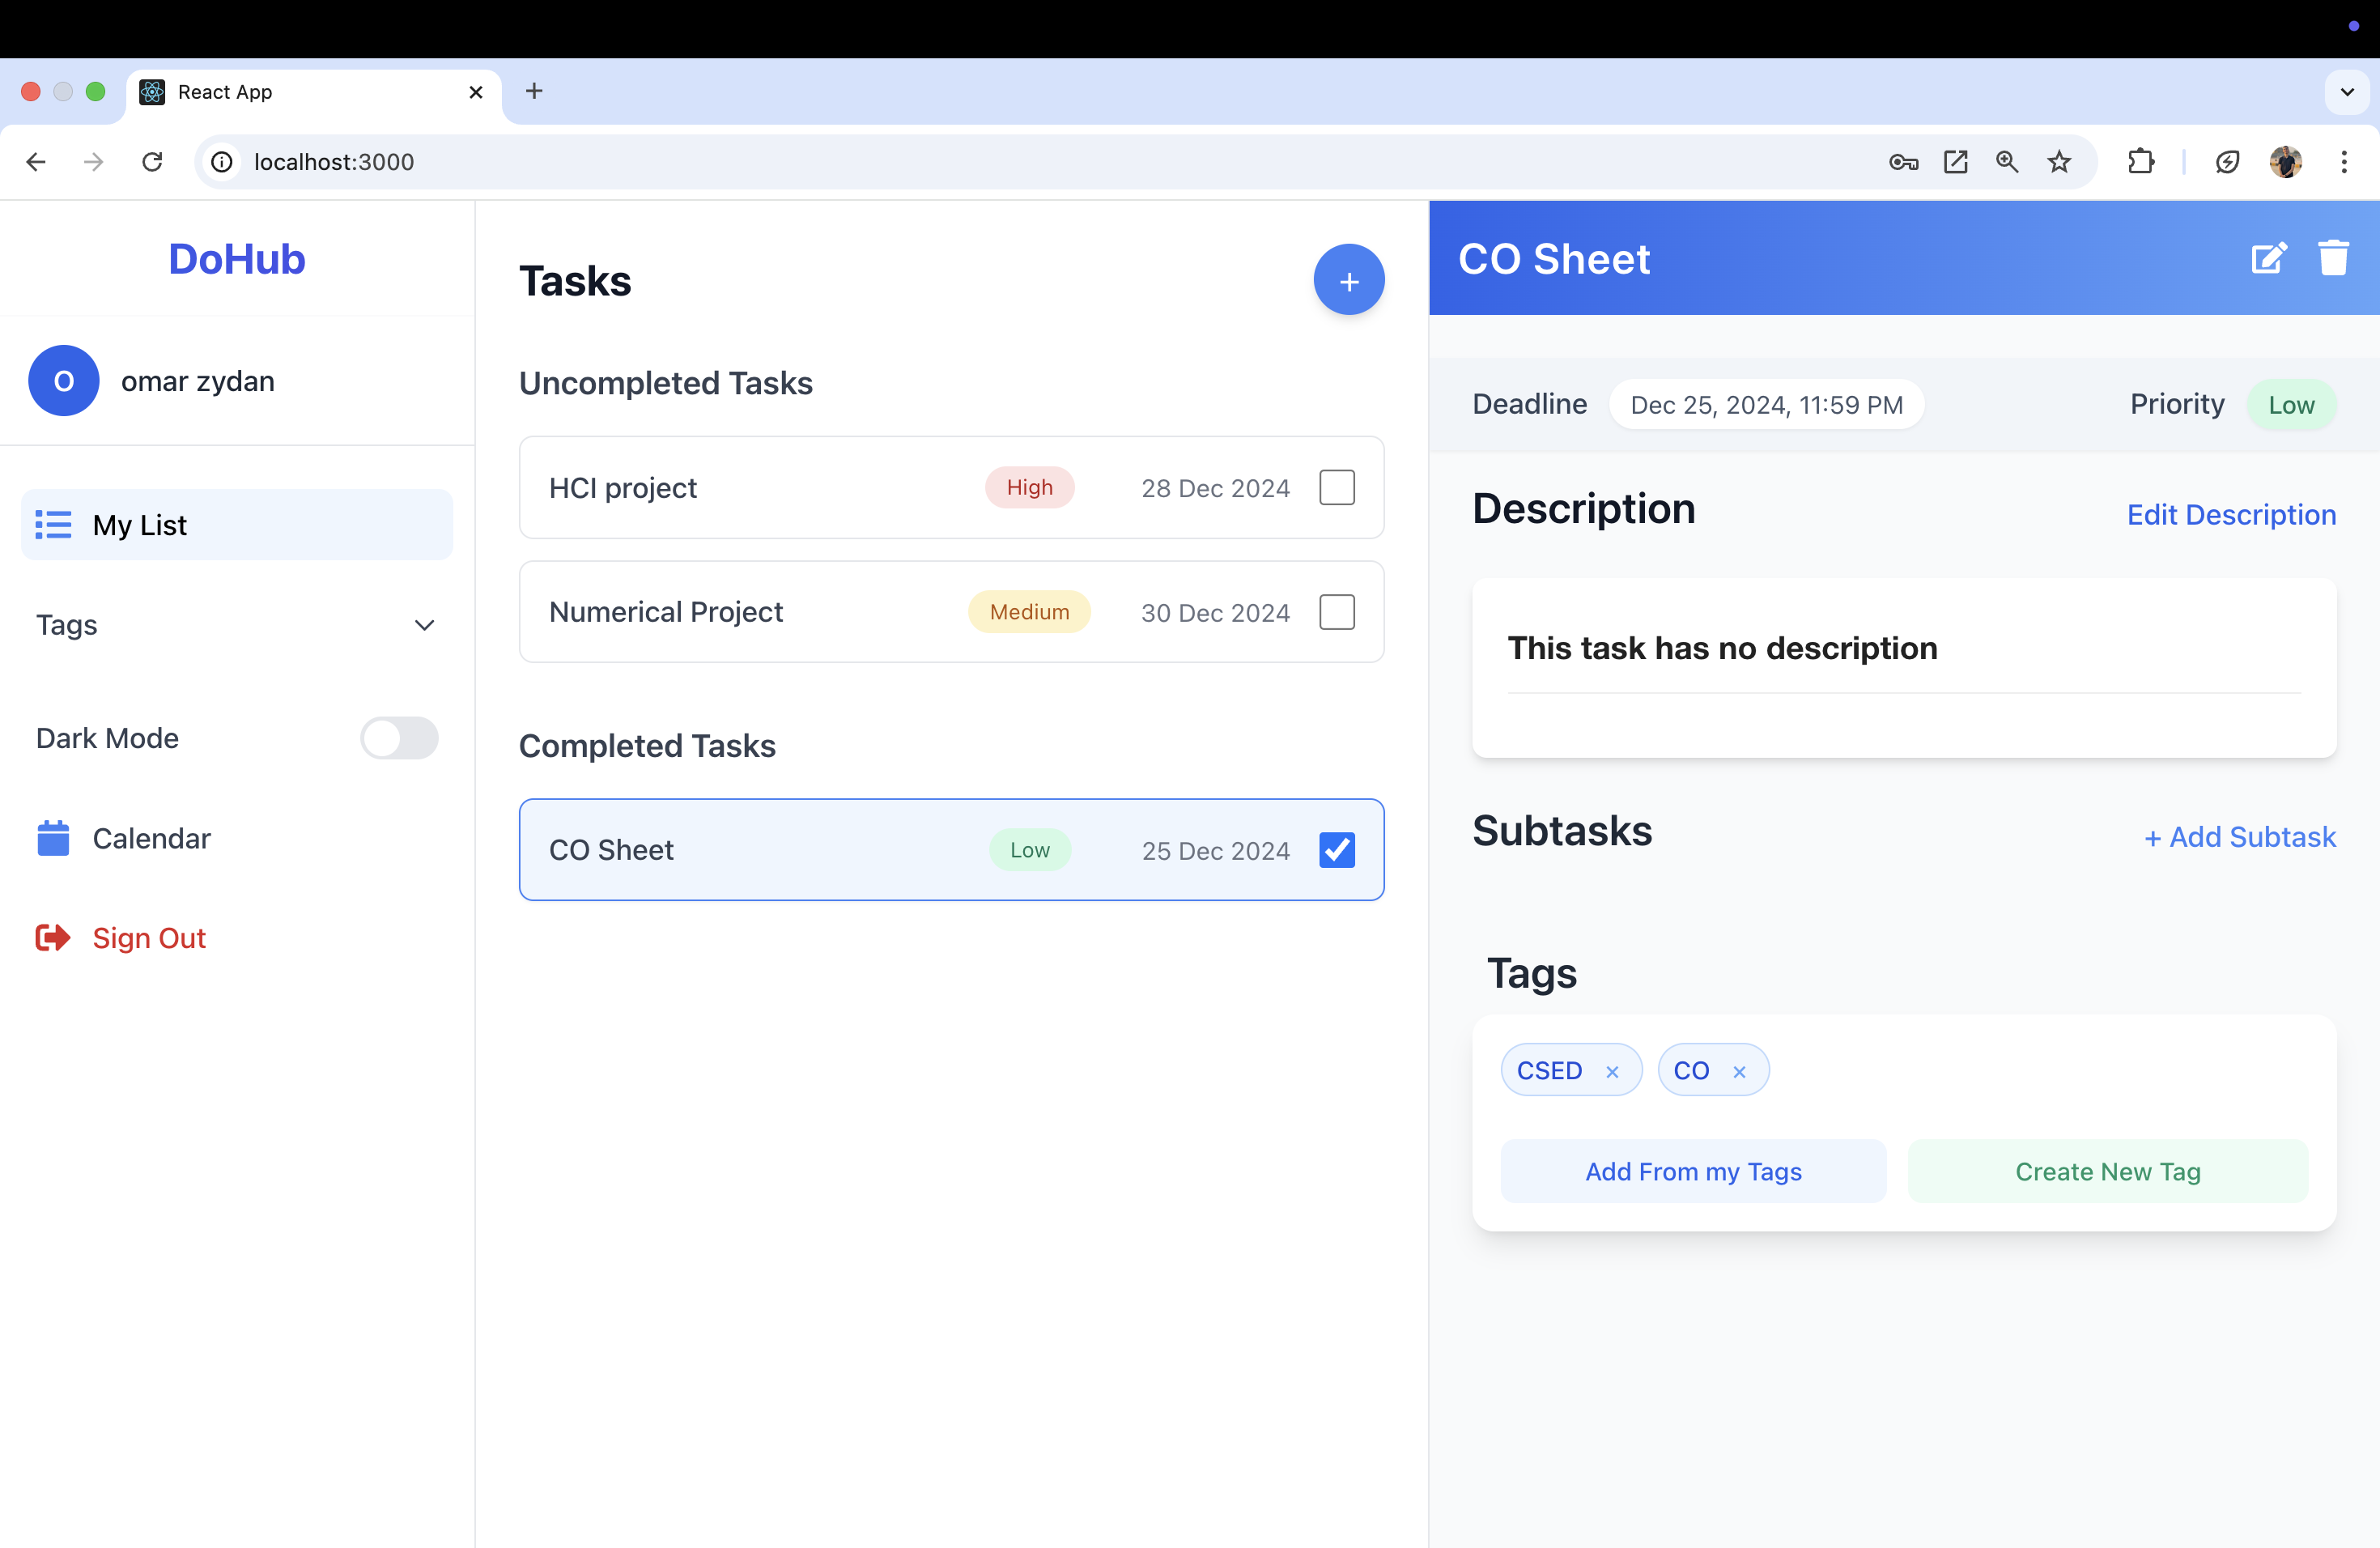 React App
localhost:3000
DoHub
O
omar zydan
My List
Tags
Dark Mode
Calendar
Sign Out
Tasks
+
Uncompleted Tasks
HCI project High 28 Dec 2024
Numerical Project Medium 30 Dec 2024
Completed Tasks
CO Sheet Low 25 Dec 2024
CO Sheet
Deadline Dec 25, 2024, 11:59 PM Priority Low
Description Edit Description
This task has no description
Subtasks + Add Subtask
Tags
CSED × CO ×
Add From my Tags Create New Tag